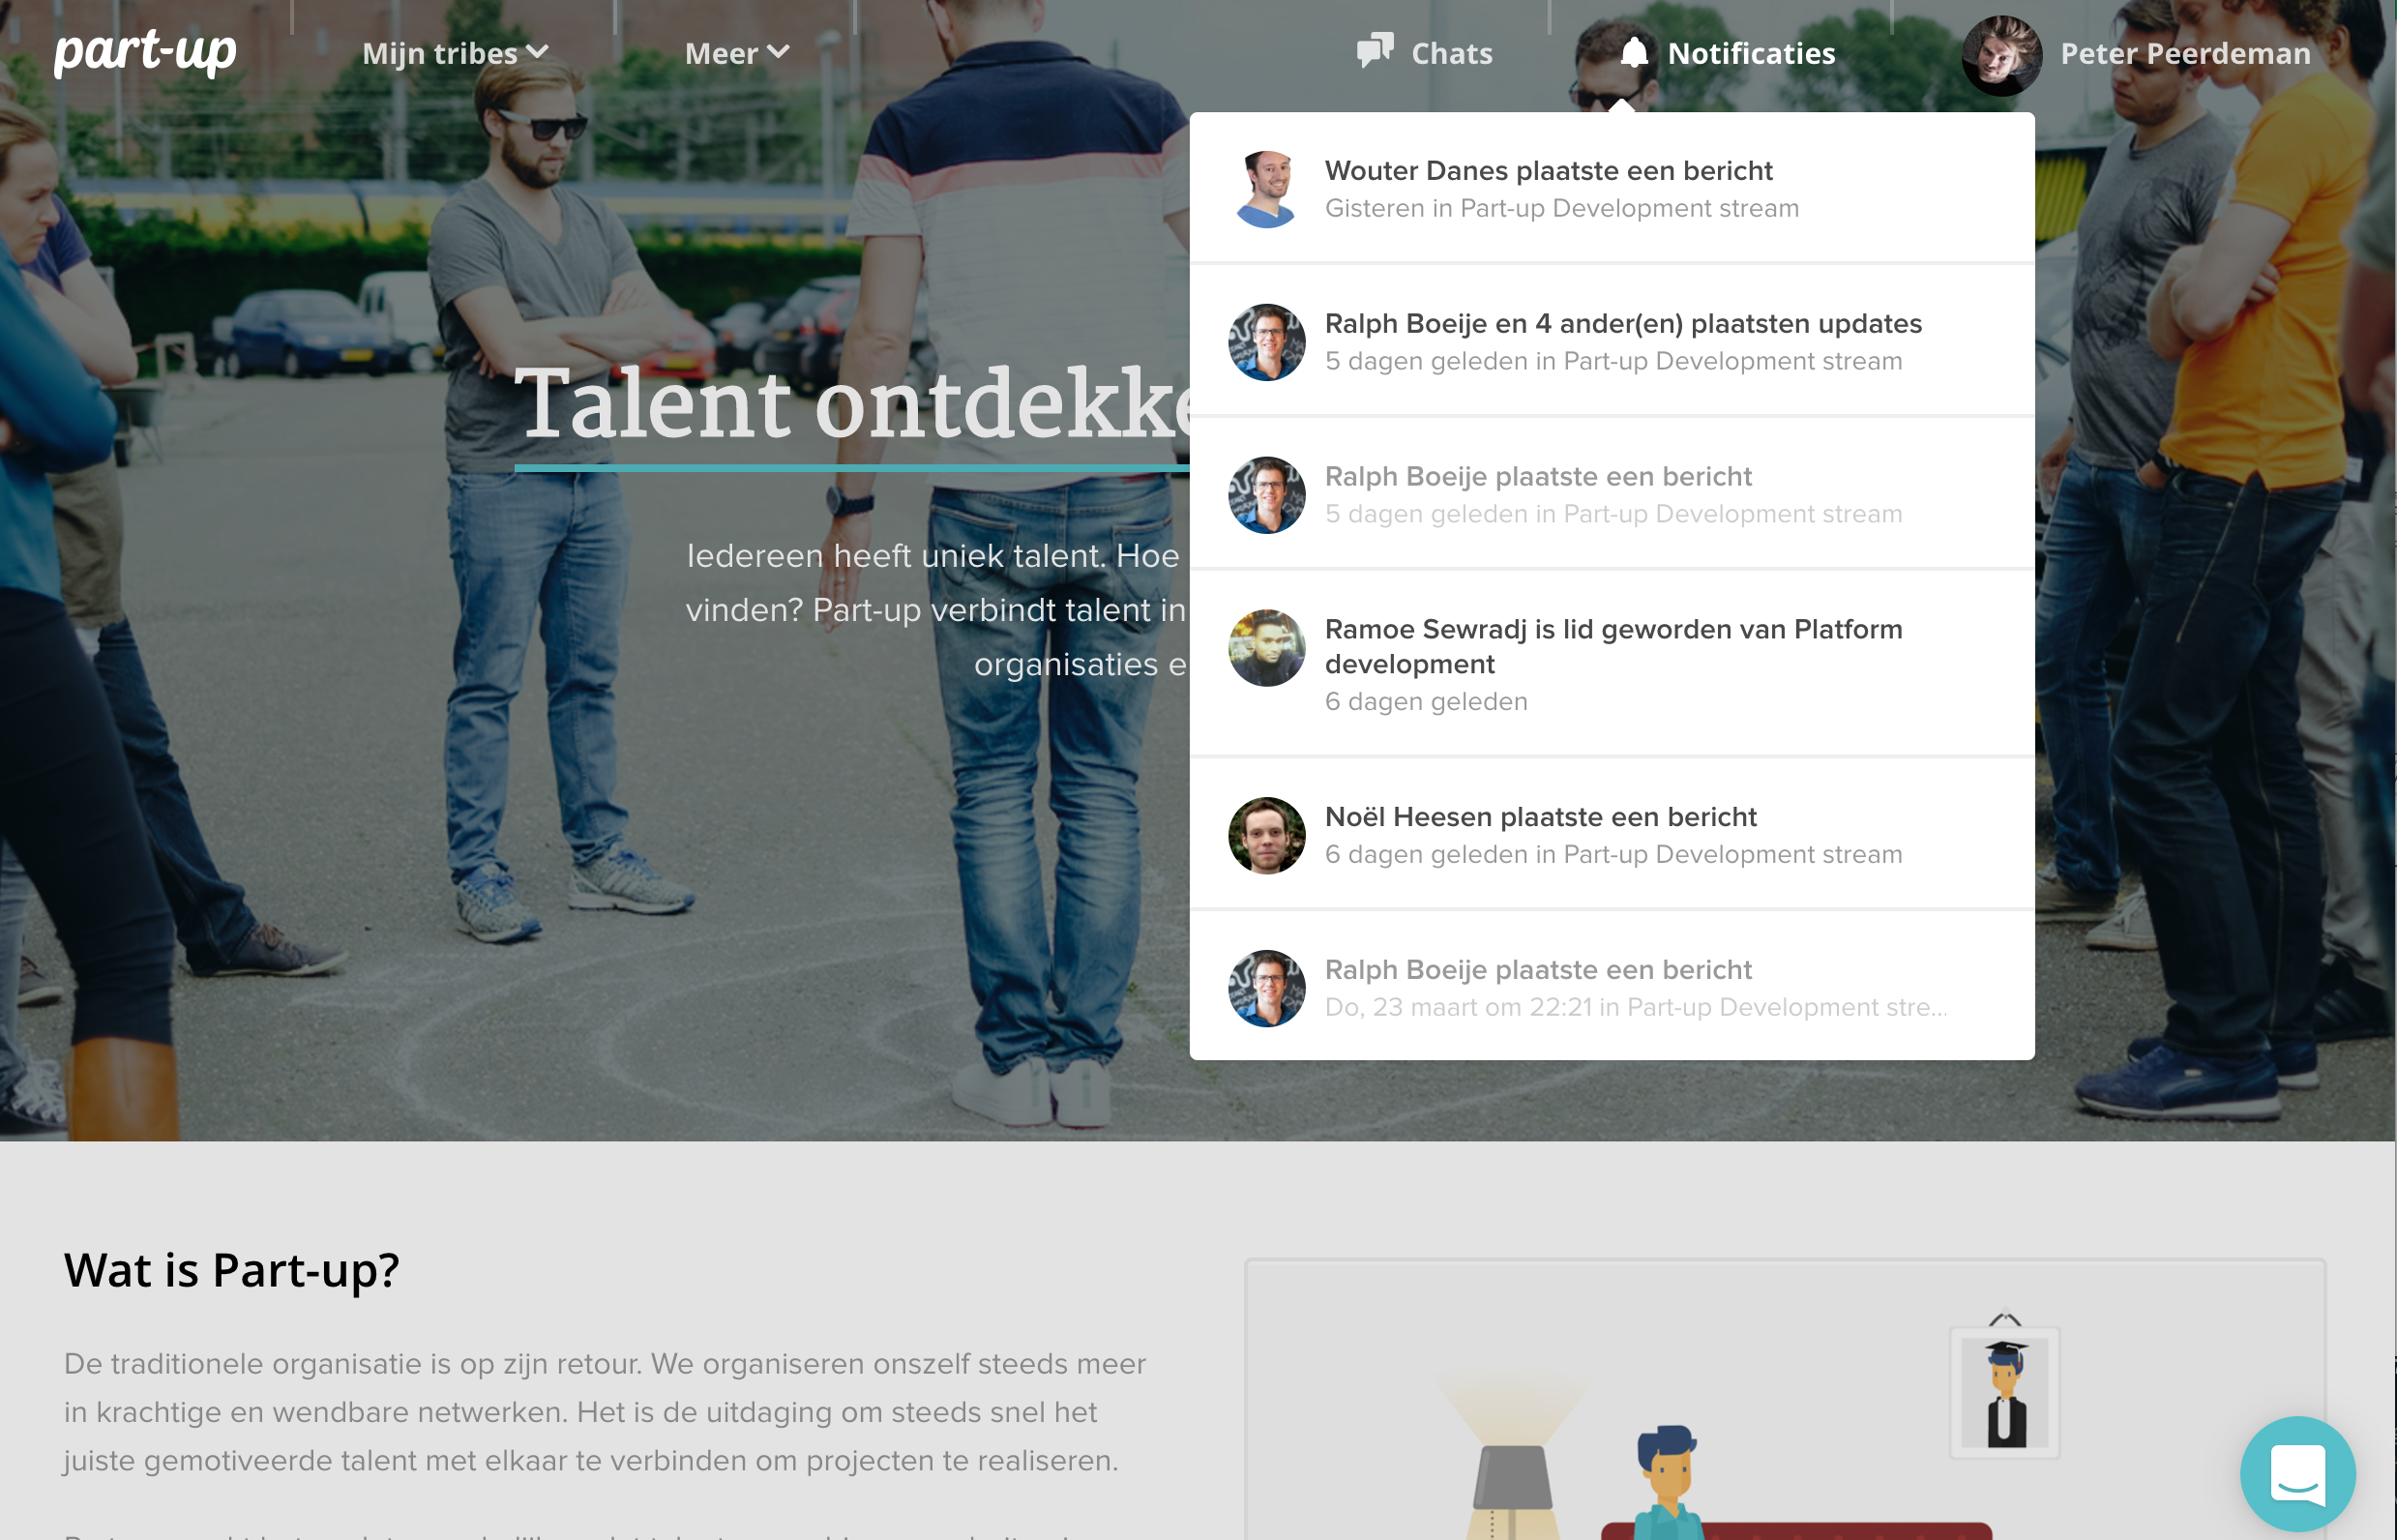 part-up
Mijn tribes
Meer
Chats
Notificaties
Peter Peerdeman
Wouter Danes plaatste een bericht
Gisteren in Part-up Development stream
Ralph Boeije en 4 ander(en) plaatsten updates
5 dagen geleden in Part-up Development stream
Ralph Boeije plaatste een bericht
5 dagen geleden in Part-up Development stream
Ramoe Sewradj is lid geworden van Platform
development
6 dagen geleden
Noël Heesen plaatste een bericht
6 dagen geleden in Part-up Development stream
Ralph Boeije plaatste een bericht
Do, 23 maart om 22:21 in Part-up Development stre...
Talent ontdekke
Iedereen heeft uniek talent. Hoe
vinden? Part-up verbindt talent in
organisaties e
Wat is Part-up?
De traditionele organisatie is op zijn retour. We organiseren onszelf steeds meer
in krachtige en wendbare netwerken. Het is de uitdaging om steeds snel het
juiste gemotiveerde talent met elkaar te verbinden om projecten te realiseren.